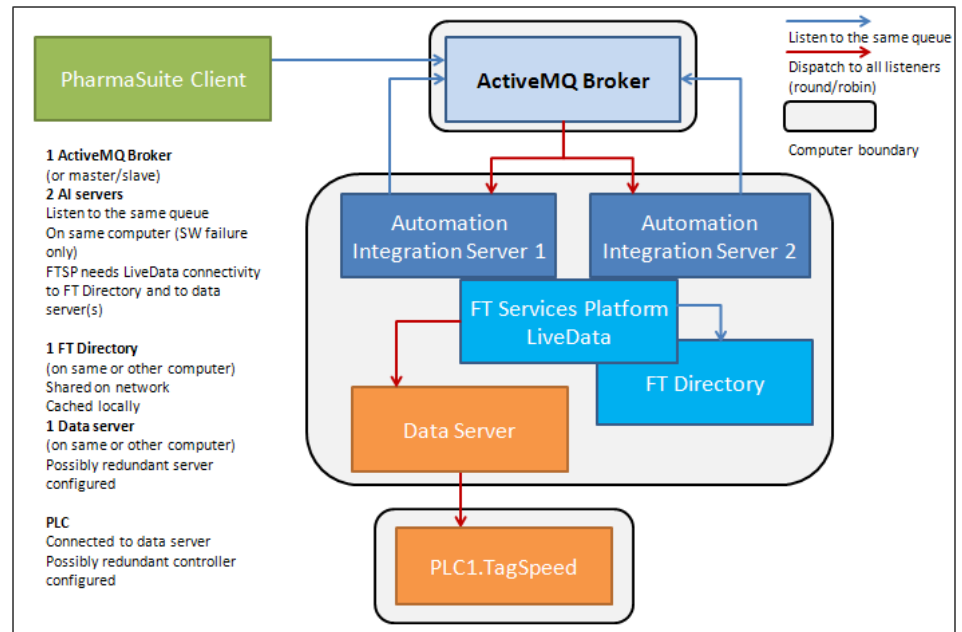 PharmaSuite Client
ActiveMQ Broker
Listen to the same queue
Dispatch to all listeners
(round/robin)
Computer boundary
1 ActiveMQ Broker
(or master/slave)
2 AI servers
Listen to the same queue
On same computer (SW failure
only)
FTSP needs LiveData connectivity
to FT Directory and to data
server(s)
1 FT Directory
(on same or other computer)
Shared on network
Cached locally
1 Data server
(on same or other computer)
Possibly redundant server
configured
PLC
Connected to data server
Possibly redundant controller
configured
Automation
Integration Server 1
Automation
Integration Server 2
FT Services Platform
LiveData
FT Directory
Data Server
PLC1.TagSpeed